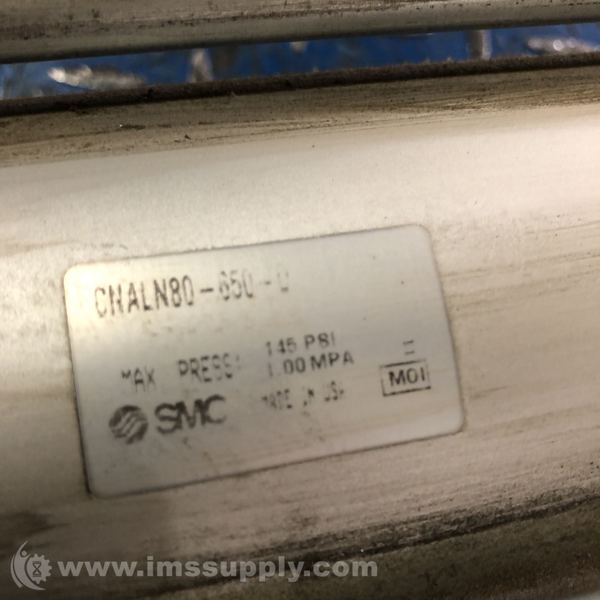 CNALN80-650-D
MAX PRESS. 145 PSI
1.00 MPA
SMC MADE IN USA
MOI
www.imssupply.com